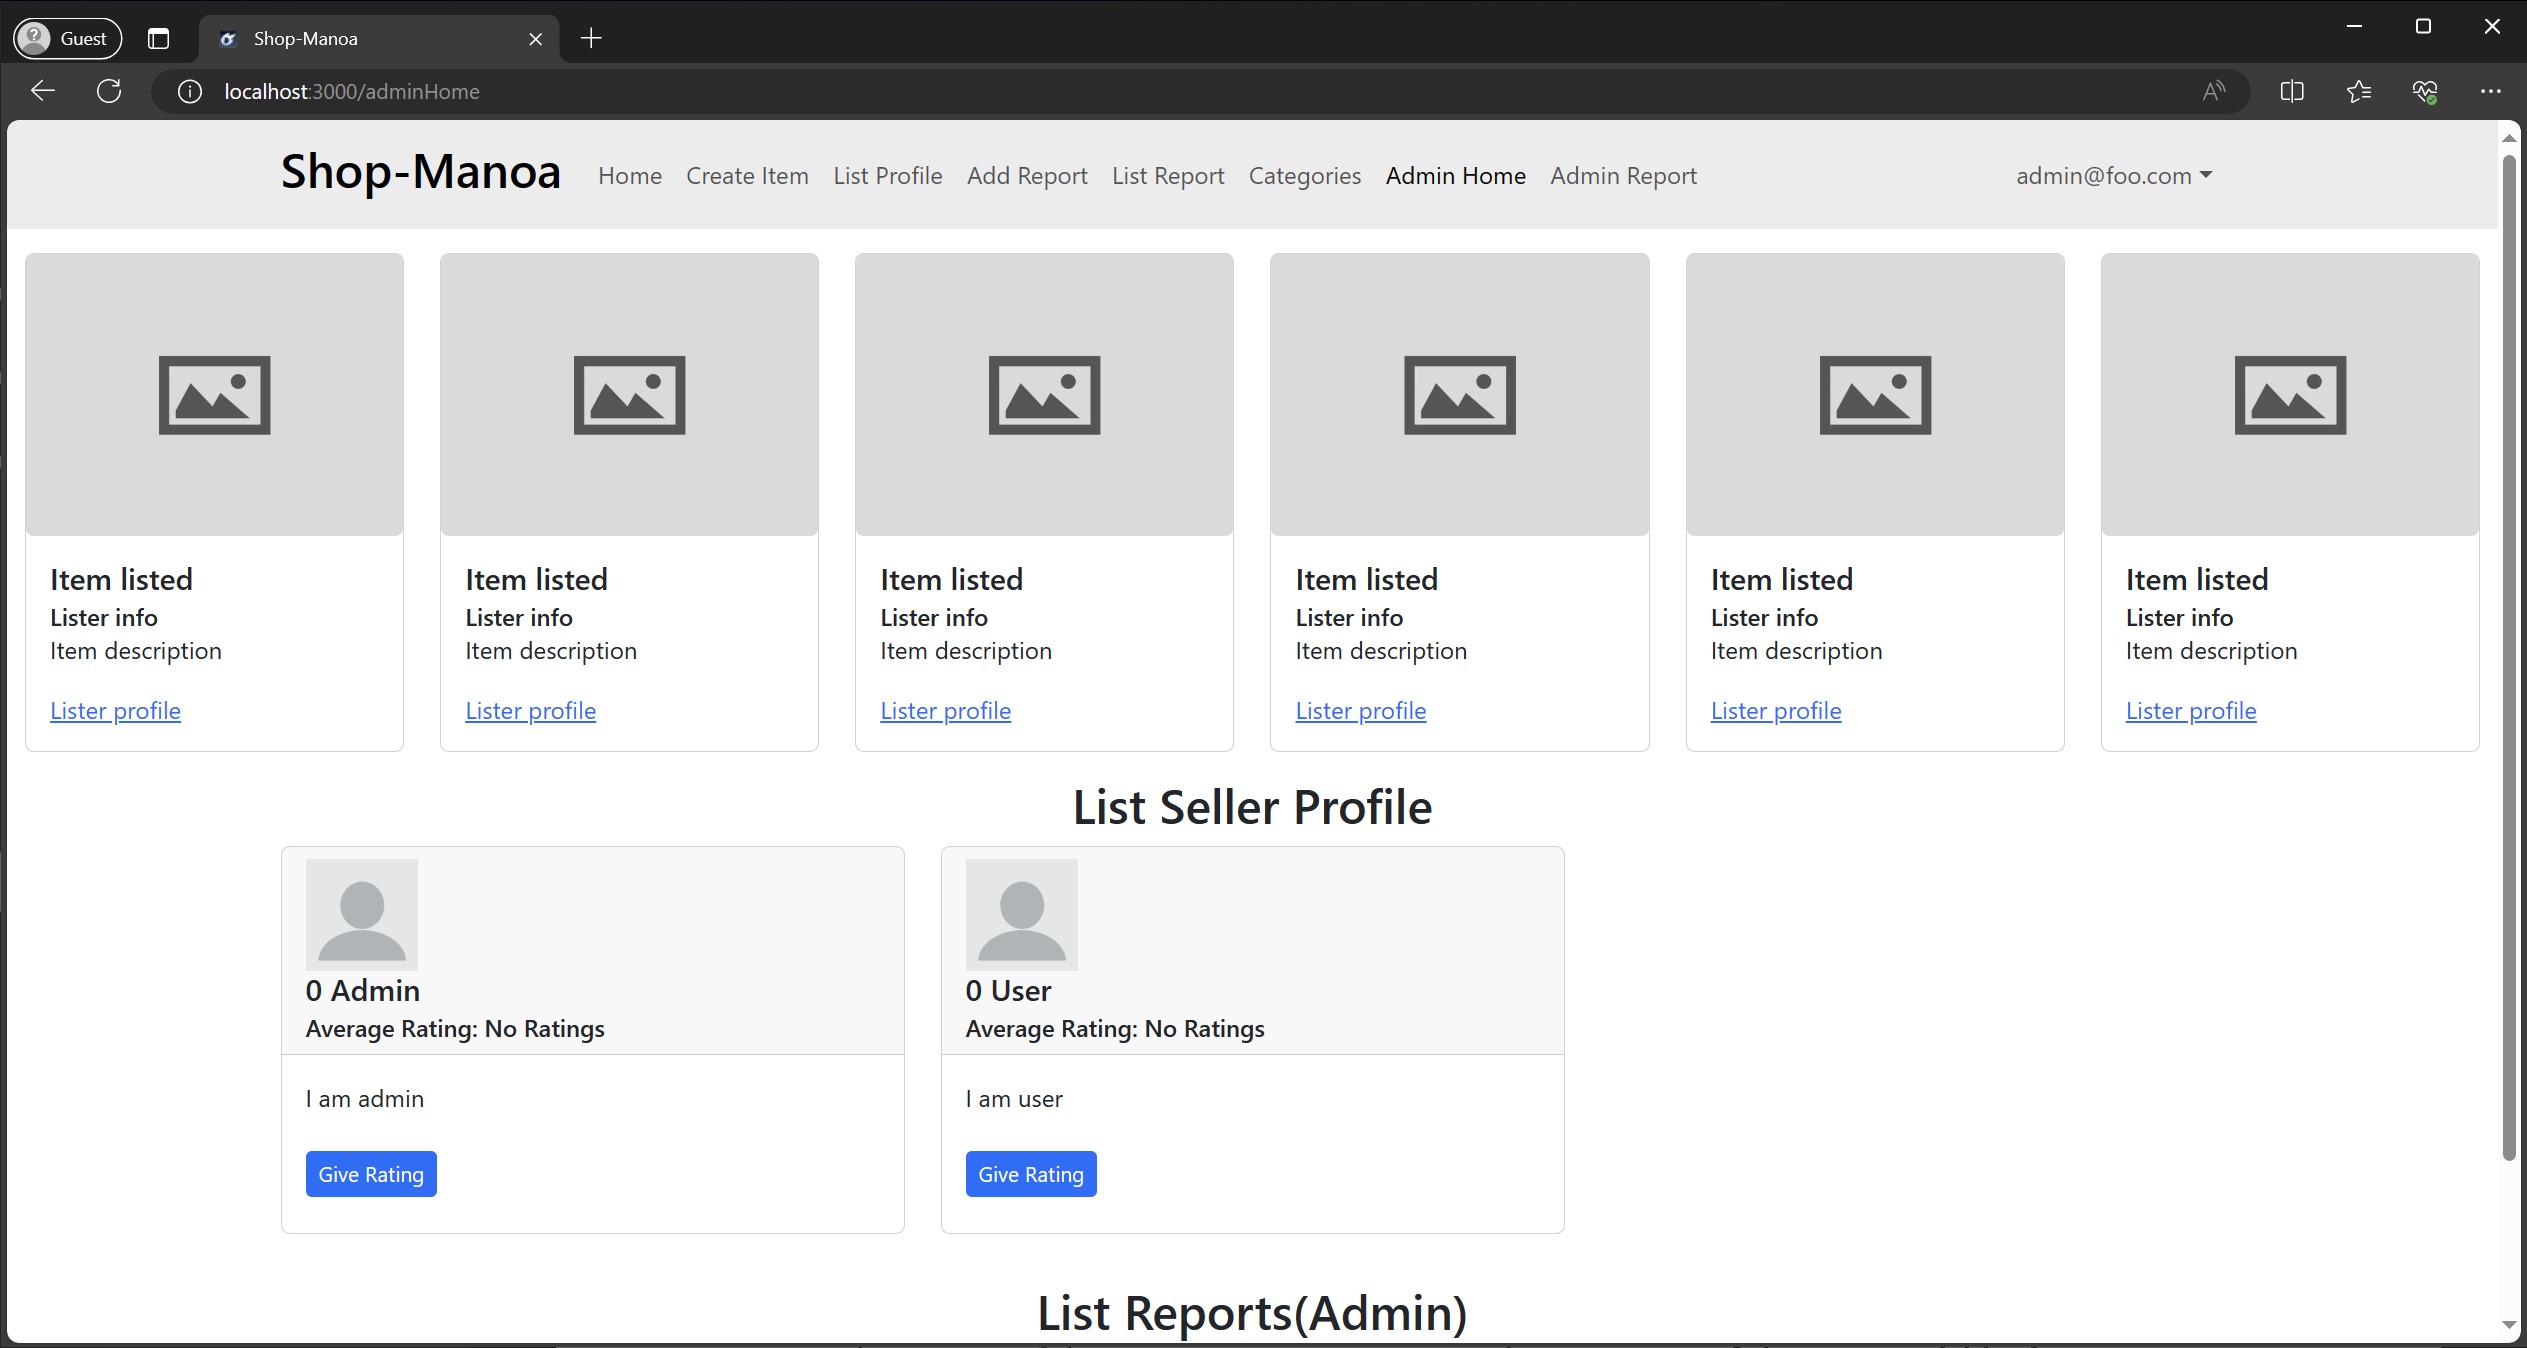 Guest
Shop-Manoa
localhost:3000/adminHome
Shop-Manoa Home Create Item List Profile Add Report List Report Categories Admin Home Admin Report admin@foo.com
Item listed
Lister info
Item description
Lister profile
Item listed
Lister info
Item description
Lister profile
Item listed
Lister info
Item description
Lister profile
Item listed
Lister info
Item description
Lister profile
Item listed
Lister info
Item description
Lister profile
Item listed
Lister info
Item description
Lister profile
List Seller Profile
0 Admin
Average Rating: No Ratings
I am admin
Give Rating
0 User
Average Rating: No Ratings
I am user
Give Rating
List Reports(Admin)